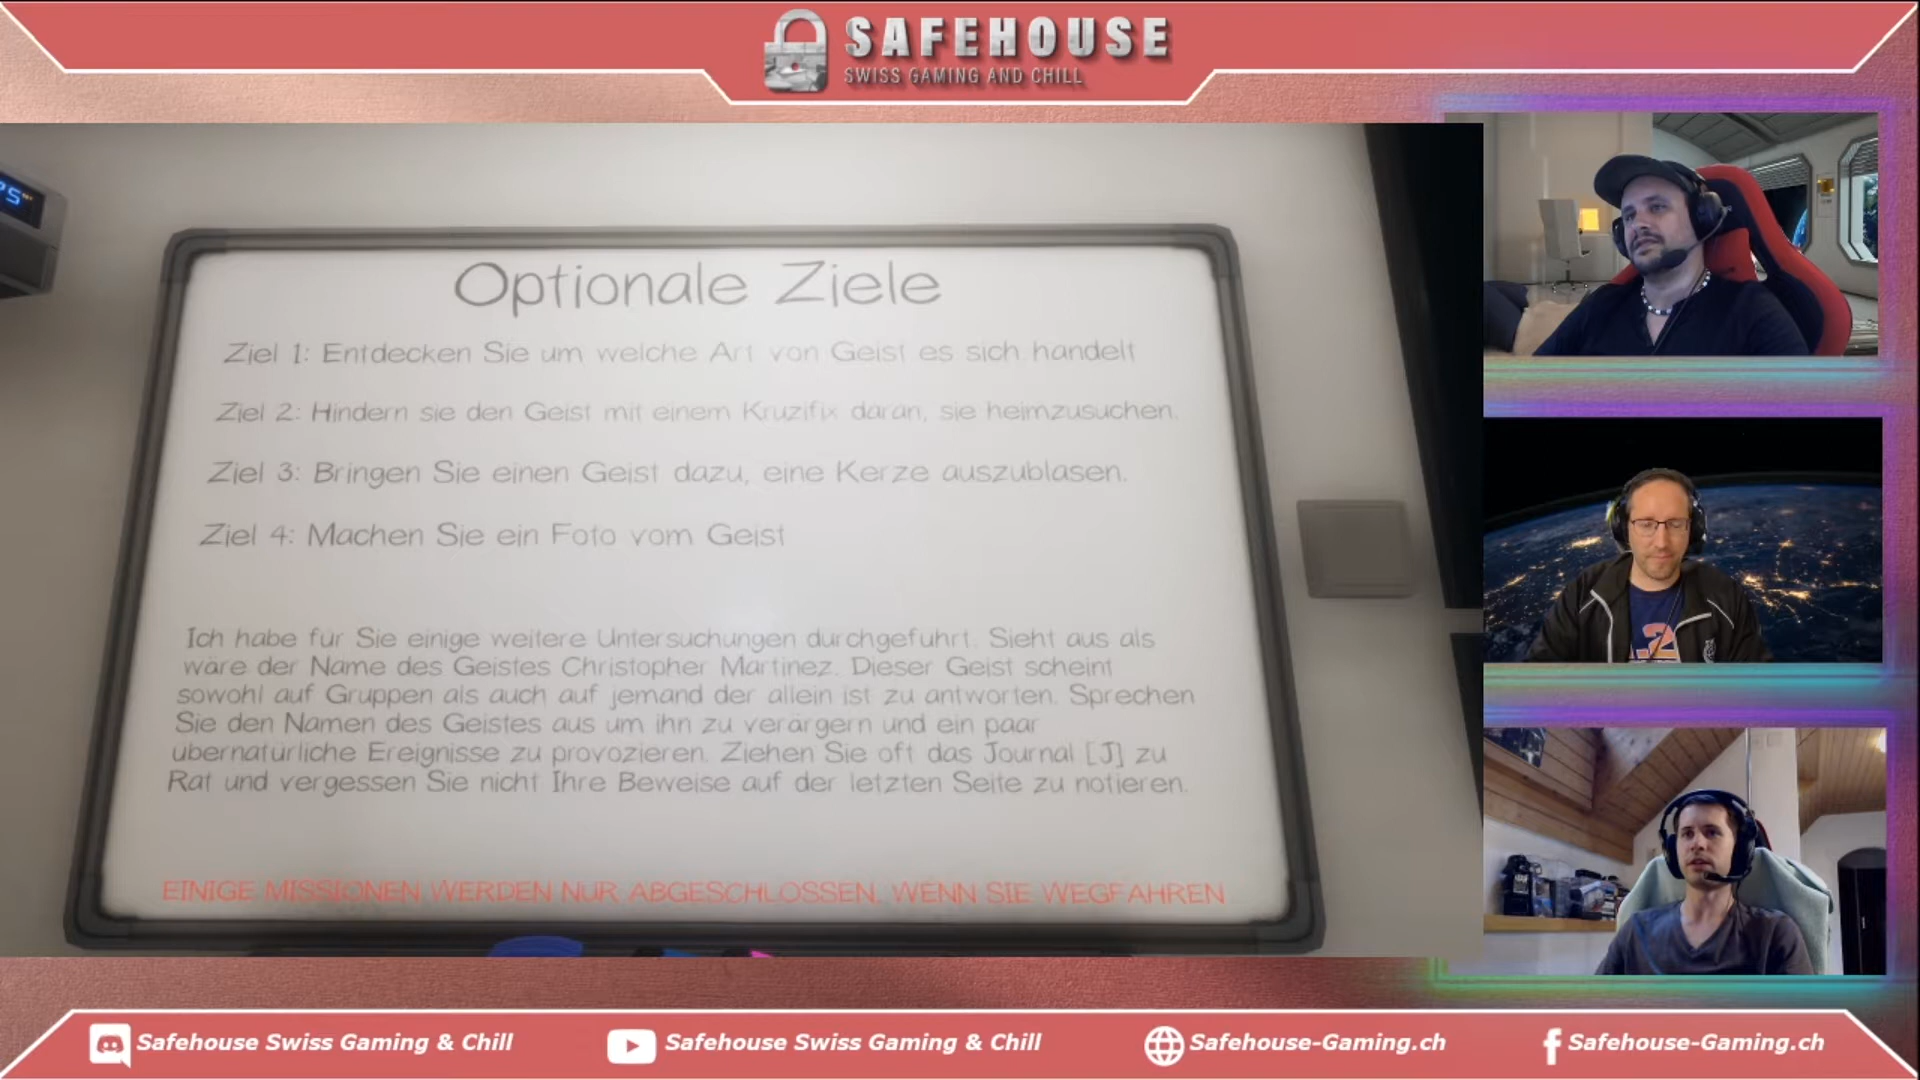 SAFEHOUSE
SWISS GAMING AND CHILL
Optionale Ziele
Ziel 1: Entdecken Sie um welche Art von Geist es sich handelt
Ziel 2: Hindern sie den Geist mit einem Kruzifix daran, sie heimzusuchen.
Ziel 3: Bringen Sie einen Geist dazu, eine Kerze auszublasen.
Ziel 4: Machen Sie ein Foto vom Geist
Ich habe für Sie einige weitere Untersuchungen durchgeführt. Sieht aus als
wäre der Name des Geistes Christopher Martinez. Dieser Geist scheint
sowohl auf Gruppen als auch auf jemand der allein ist zu antworten. Sprechen
Sie den Namen des Geistes aus um ihn zu verärgern und ein paar
übernatürliche Ereignisse zu provozieren. Ziehen Sie oft das Journal [J] zu
Rat und vergessen Sie nicht Ihre Beweise auf der letzten Seite zu notieren.
EINIGE MISSIONEN WERDEN NUR ABGESCHLOSSEN, WENN SIE WEGFAHREN
Safehouse Swiss Gaming & Chill
Safehouse Swiss Gaming & Chill
Safehouse-Gaming.ch
Safehouse-Gaming.ch